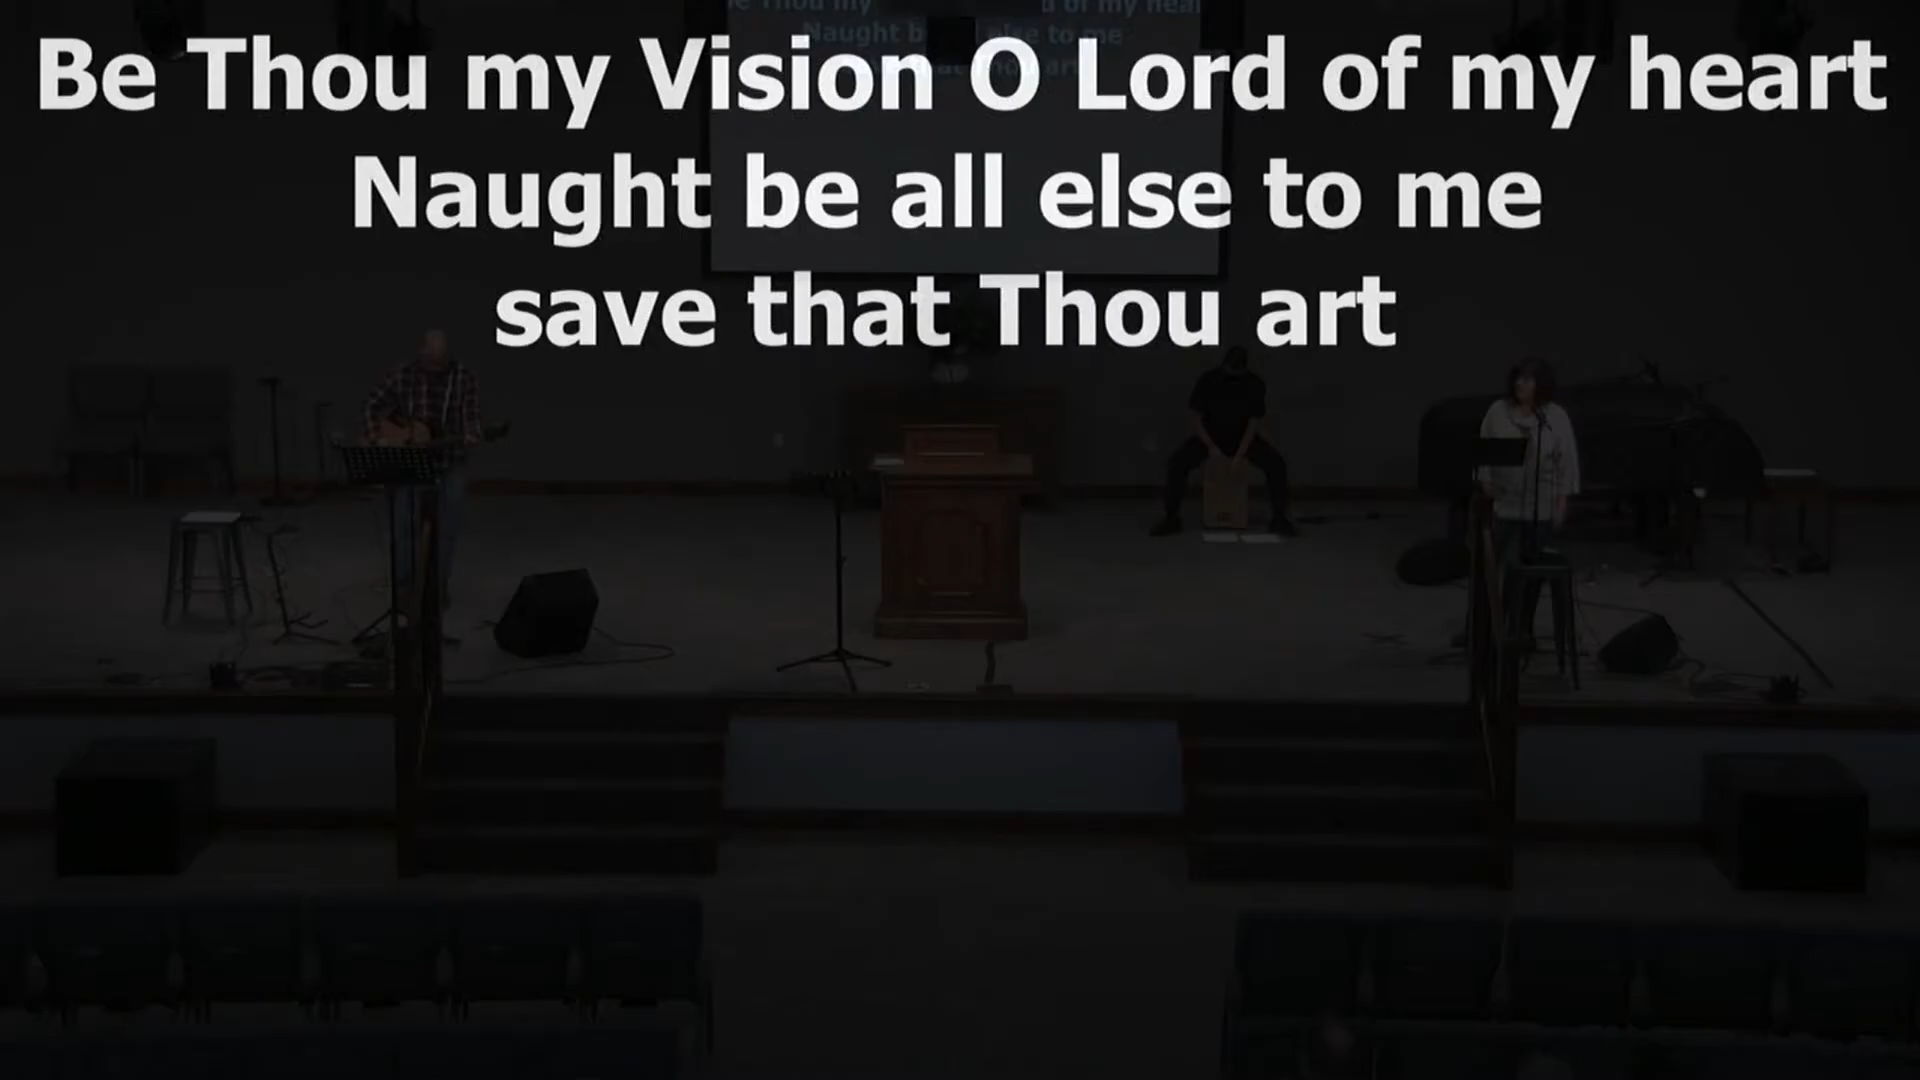 Be Thou my Vision O Lord of my heart
Naught be all else to me
save that Thou art